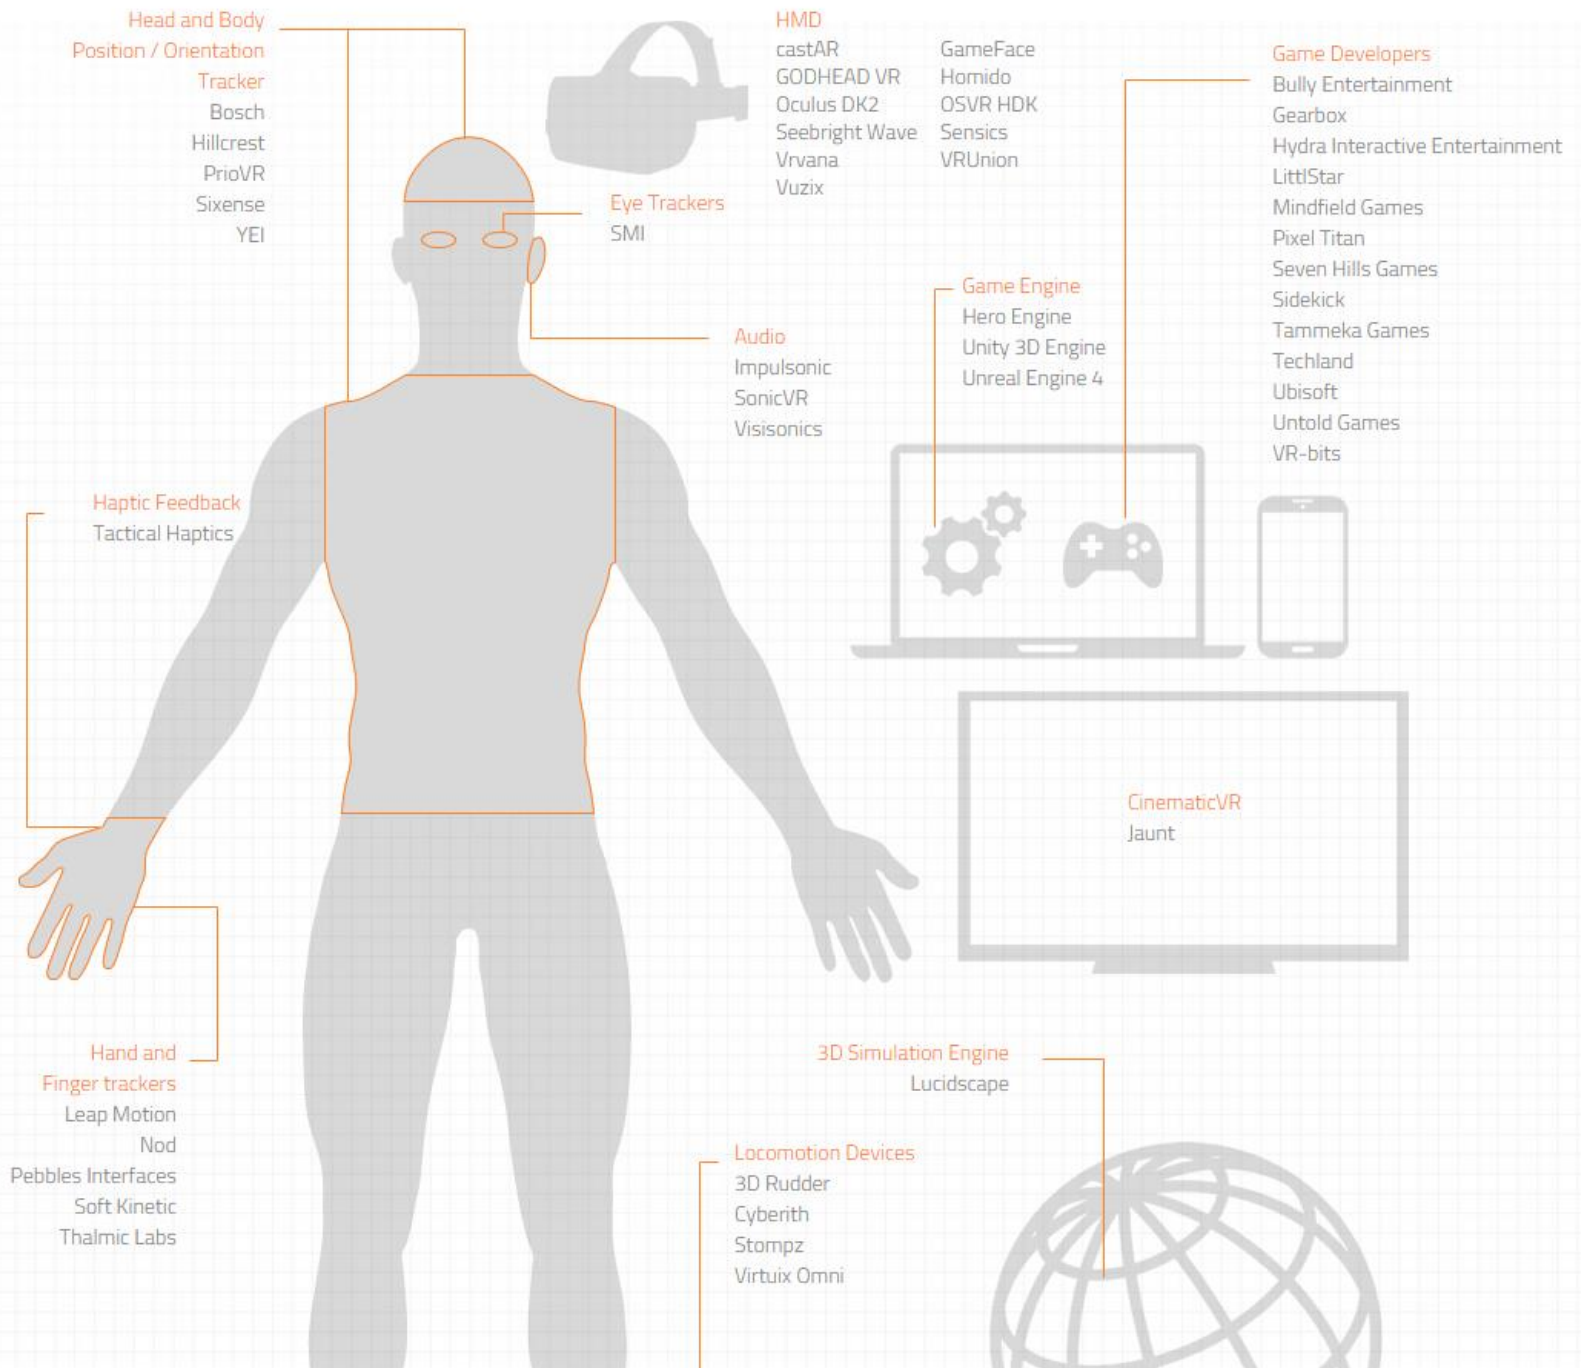 Head and Body
Position / Orientation
Tracker
Bosch
Hillcrest
PrioVR
Sixense
YEI
HMD
castAR
GODHEAD VR
Oculus DK2
Seebright Wave
Vrvana
Vuzix
GameFace
Homido
OSVR HDK
Sensics
VRUnion
Game Developers
Bully Entertainment
Gearbox
Hydra Interactive Entertainment
LittlStar
Mindfield Games
Pixel Titan
Seven Hills Games
Sidekick
Tammeka Games
Techland
Ubisoft
Untold Games
VR-bits
Eye Trackers
SMI
Game Engine
Hero Engine
Unity 3D Engine
Unreal Engine 4
Audio
Impulsonic
SonicVR
Visisonics
Haptic Feedback
Tactical Haptics
CinematicVR
Jaunt
Hand and
Finger trackers
Leap Motion
Nod
Pebbles Interfaces
Soft Kinetic
Thalmic Labs
3D Simulation Engine
Lucidscape
Locomotion Devices
3D Rudder
Cyberith
Stompz
Virtuix Omni